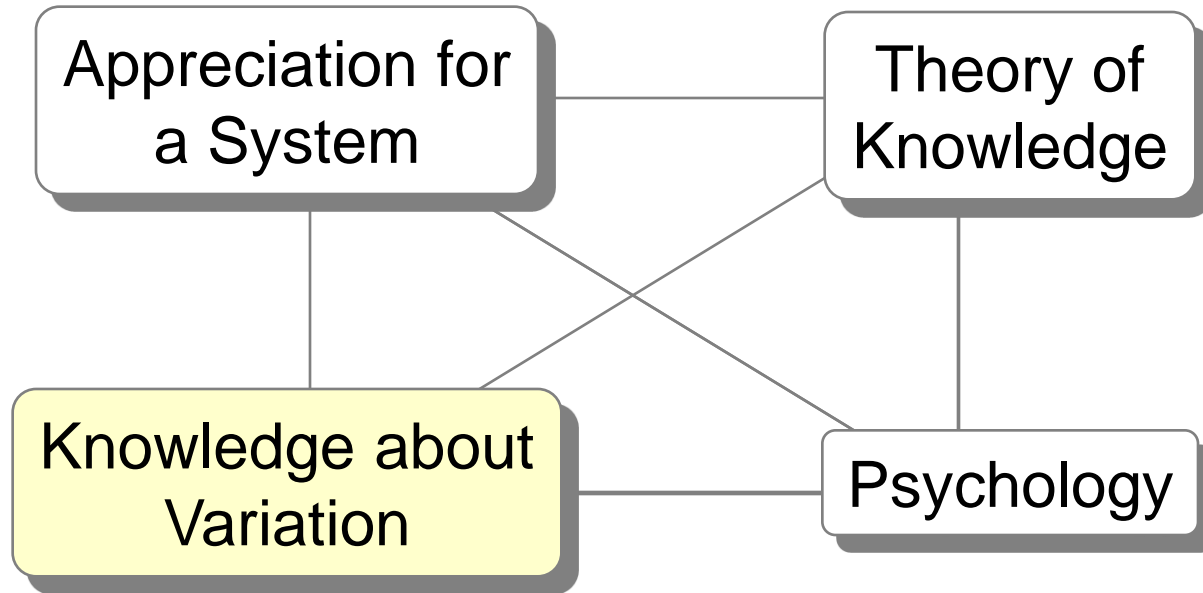 Appreciation for
a System
Theory of
Knowledge
Knowledge about
Variation
Psychology